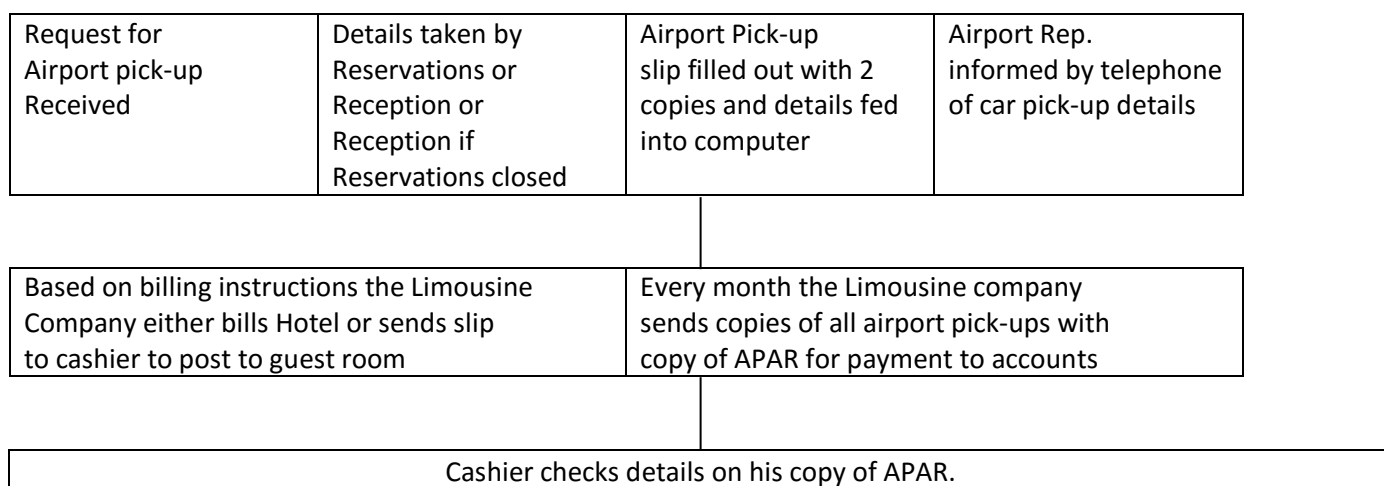 Request for
Airport pick-up
Received
Details taken by
Reservations or
Reception or
Reception if
Reservations closed
Airport Pick-up
slip filled out with 2
copies and details fed
into computer
Airport Rep.
informed by telephone
of car pick-up details
Based on billing instructions the Limousine
Company either bills Hotel or sends slip
to cashier to post to guest room
Every month the Limousine company
sends copies of all airport pick-ups with
copy of APAR for payment to accounts
Cashier checks details on his copy of APAR.